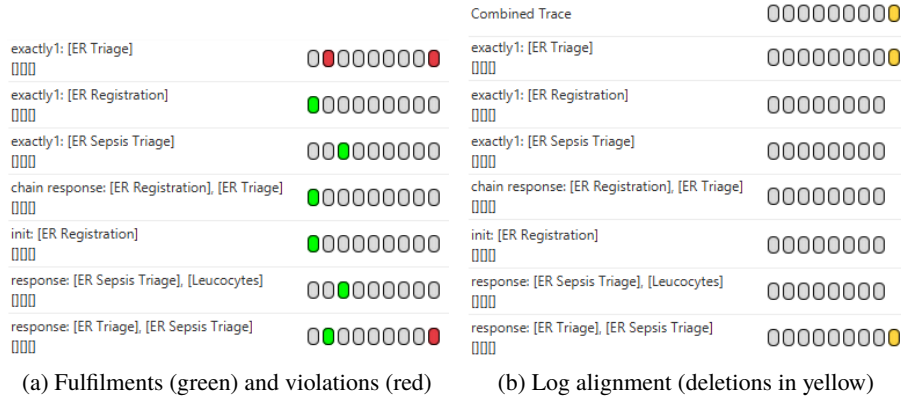 exactly1: [ER Triage]
[][][]
exactly1: [ER Registration]
[][][]
exactly1: [ER Sepsis Triage]
[][][]
chain response: [ER Registration], [ER Triage]
[][][]
init: [ER Registration]
[][][]
response: [ER Sepsis Triage], [Leucocytes]
[][][]
response: [ER Triage], [ER Sepsis Triage]
[][][]
(a) Fulfilments (green) and violations (red)
Combined Trace
exactly1: [ER Triage]
[][][]
exactly1: [ER Registration]
[][][]
exactly1: [ER Sepsis Triage]
[][][]
chain response: [ER Registration], [ER Triage]
[][][]
init: [ER Registration]
[][][]
response: [ER Sepsis Triage], [Leucocytes]
[][][]
response: [ER Triage], [ER Sepsis Triage]
[][][]
(b) Log alignment (deletions in yellow)